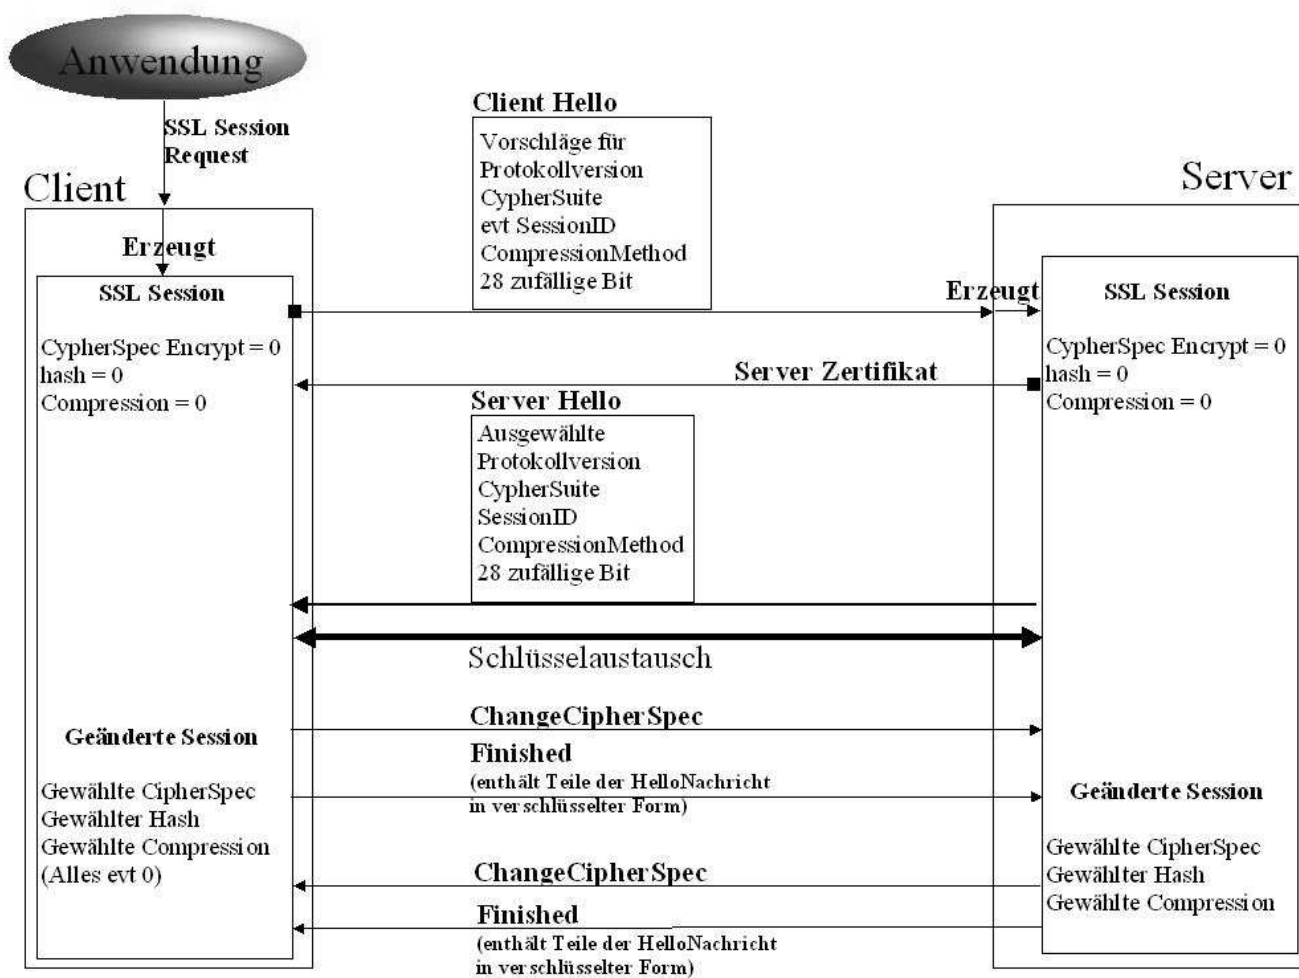 Anwendung
SSL Session
Request
Client
Erzeugt
SSL Session
CypherSpec Encrypt = 0
hash = 0
Compression = 0
Client Hello
Vorschläge für
Protokollversion
CypherSuite
evt SessionID
CompressionMethod
28 zufällige Bit
Server
Erzeugt
SSL Session
CypherSpec Encrypt = 0
hash = 0
Compression = 0
Server Zertifikat
Server Hello
Ausgewählte
Protokollversion
CypherSuite
SessionID
CompressionMethod
28 zufällige Bit
Schlüsselaustausch
ChangeCipherSpec
Geänderte Session
Gewählte CipherSpec
Gewählter Hash
Gewählte Compression
(Alles evt 0)
Finished
(enthält Teile der HelloNachricht
in verschlüsselter Form)
Geänderte Session
Gewählte CipherSpec
Gewählter Hash
Gewählte Compression
ChangeCipherSpec
Finished
(enthält Teile der HelloNachricht
in verschlüsselter Form)